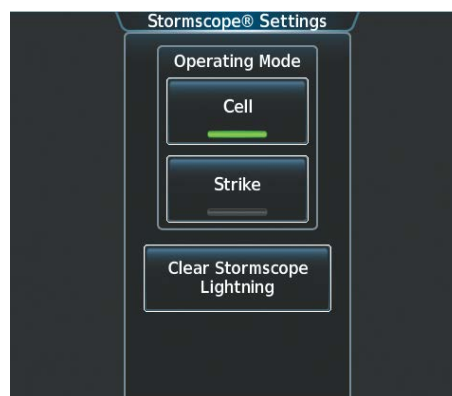 Stormscope® Settings
Operating Mode
Cell
Strike
Clear Stormscope
Lightning